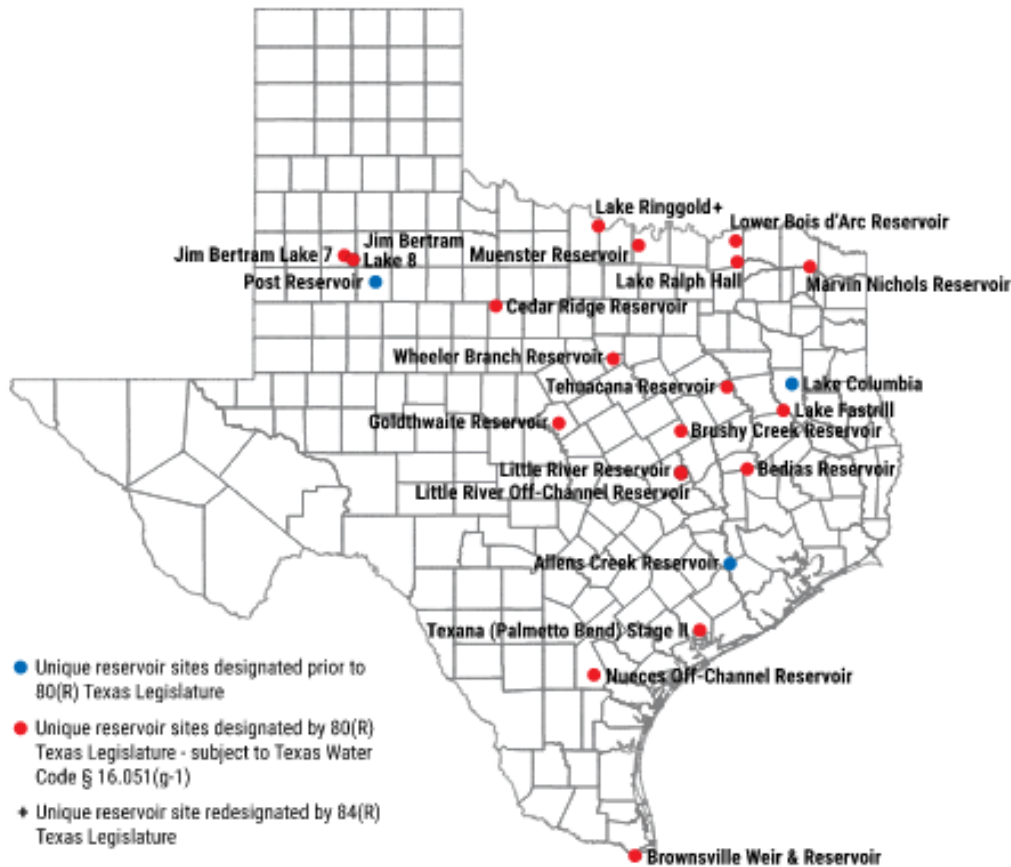 Lake Ringgold+
Lower Bois d'Arc Reservoir
Jim Bertram Lake 7
Jim Bertram
Lake 8
Muenster Reservoir
Lake Ralph Hall
Marvin Nichols Reservoir
Post Reservoir
Cedar Ridge Reservoir
Wheeler Branch Reservoir
Tehuacana Reservoir
Lake Columbia
Lake Fastrill
Goldthwaite Reservoir
Brushy Creek Reservoir
Little River Reservoir
Bedias Reservoir
Little River Off-Channel Reservoir
Allens Creek Reservoir
Texana (Palmetto Bend) Stage II
Nueces Off-Channel Reservoir
Unique reservoir sites designated prior to
80(R) Texas Legislature
Unique reservoir sites designated by 80(R)
Texas Legislature - subject to Texas Water
Code § 16.051(g-1)
+ Unique reservoir site redesignated by 84(R)
Texas Legislature
Brownsville Weir & Reservoir